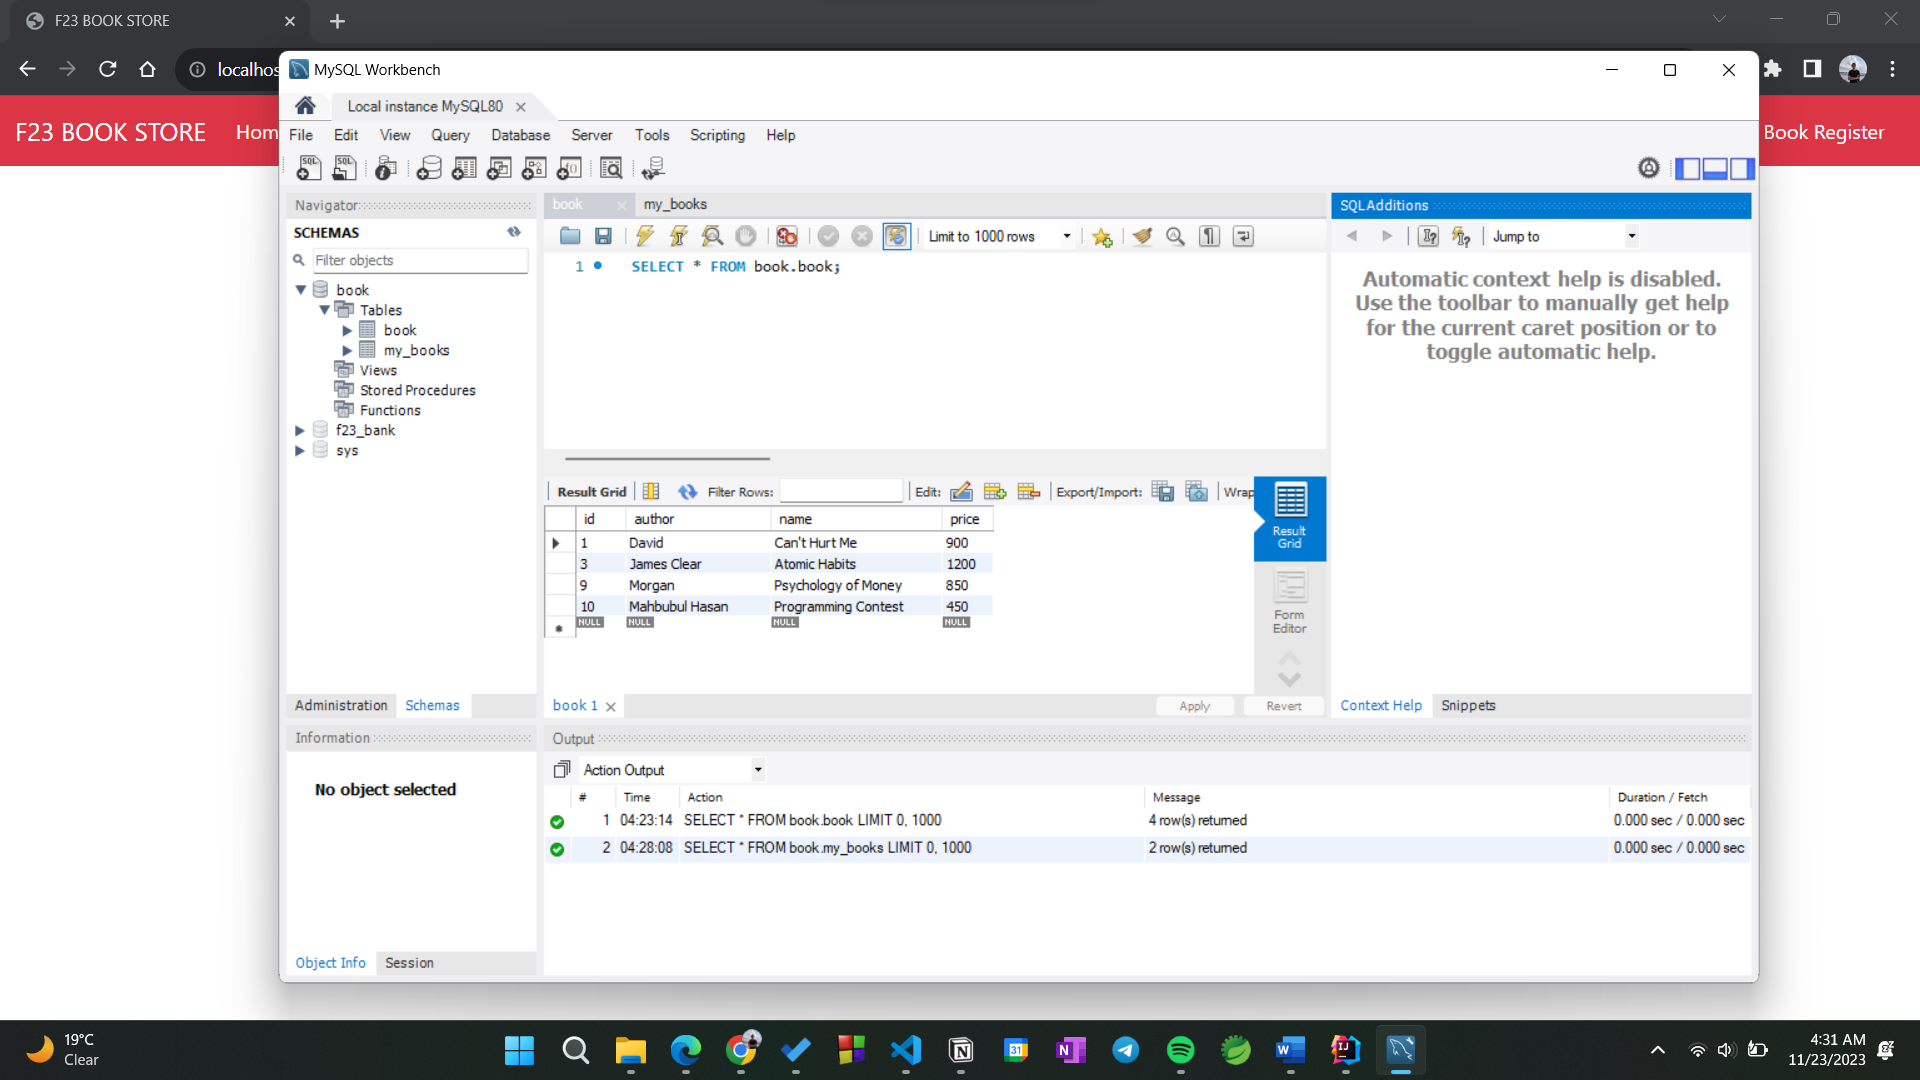 F23 BOOK STORE
localhos
MySQL Workbench
F23 BOOK STORE Hom
Book Register
Local instance MySQL80
File Edit View Query Database Server Tools Scripting Help
Navigator
SCHEMAS
Filter objects
book
Tables
book
my_books
Views
Stored Procedures
Functions
f23_bank
sys
Administration Schemas
Information
No object selected
Object Info Session
book my_books
Limit to 1000 rows
1 SELECT * FROM book.book;
Result Grid Filter Rows: Edit: Export/Import: Wrap
id author name price
1 David Can't Hurt Me 900
3 James Clear Atomic Habits 1200
9 Morgan Psychology of Money 850
10 Mahbubul Hasan Programming Contest 450
NULL NULL NULL NULL
Result
Grid
Form
Editor
book 1
Apply Revert
SQLAdditions
Jump to
Automatic context help is disabled.
Use the toolbar to manually get help
for the current caret position or to
toggle automatic help.
Context Help Snippets
Output
Action Output
# Time Action Message Duration / Fetch
1 04:23:14 SELECT * FROM book.book LIMIT 0, 1000 4 row(s) returned 0.000 sec / 0.000 sec
2 04:28:08 SELECT * FROM book.my_books LIMIT 0, 1000 2 row(s) returned 0.000 sec / 0.000 sec
19°C
Clear
4:31 AM
11/23/2023